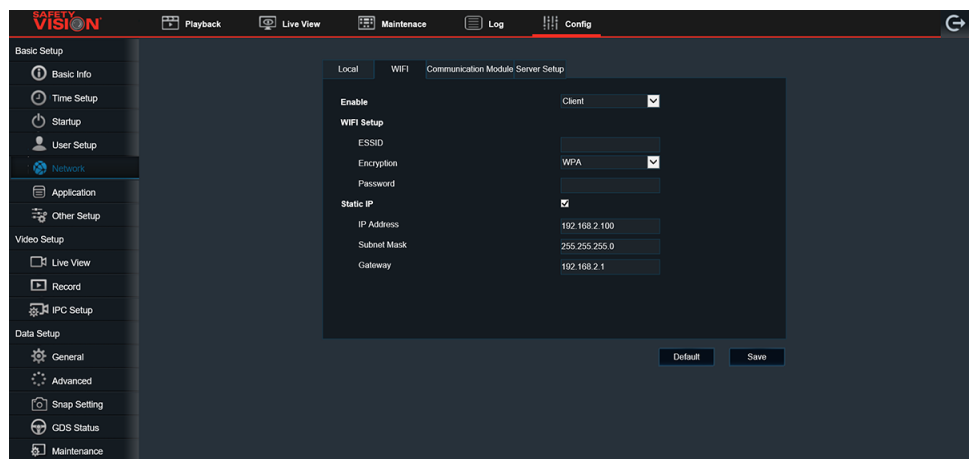 SAFETY
VISION
Playback
Live View
Maintenace
Log
Config
Basic Setup
Basic Info
Time Setup
Startup
User Setup
Network
Application
Other Setup
Video Setup
Live View
Record
IPC Setup
Data Setup
General
Advanced
Snap Setting
GDS Status
Maintenance
Local WIFI Communication Module Server Setup
Enable Client
WIFI Setup
ESSID
Encryption WPA
Password
Static IP
IP Address 192.168.2.100
Subnet Mask 255.255.255.0
Gateway 192.168.2.1
Default Save